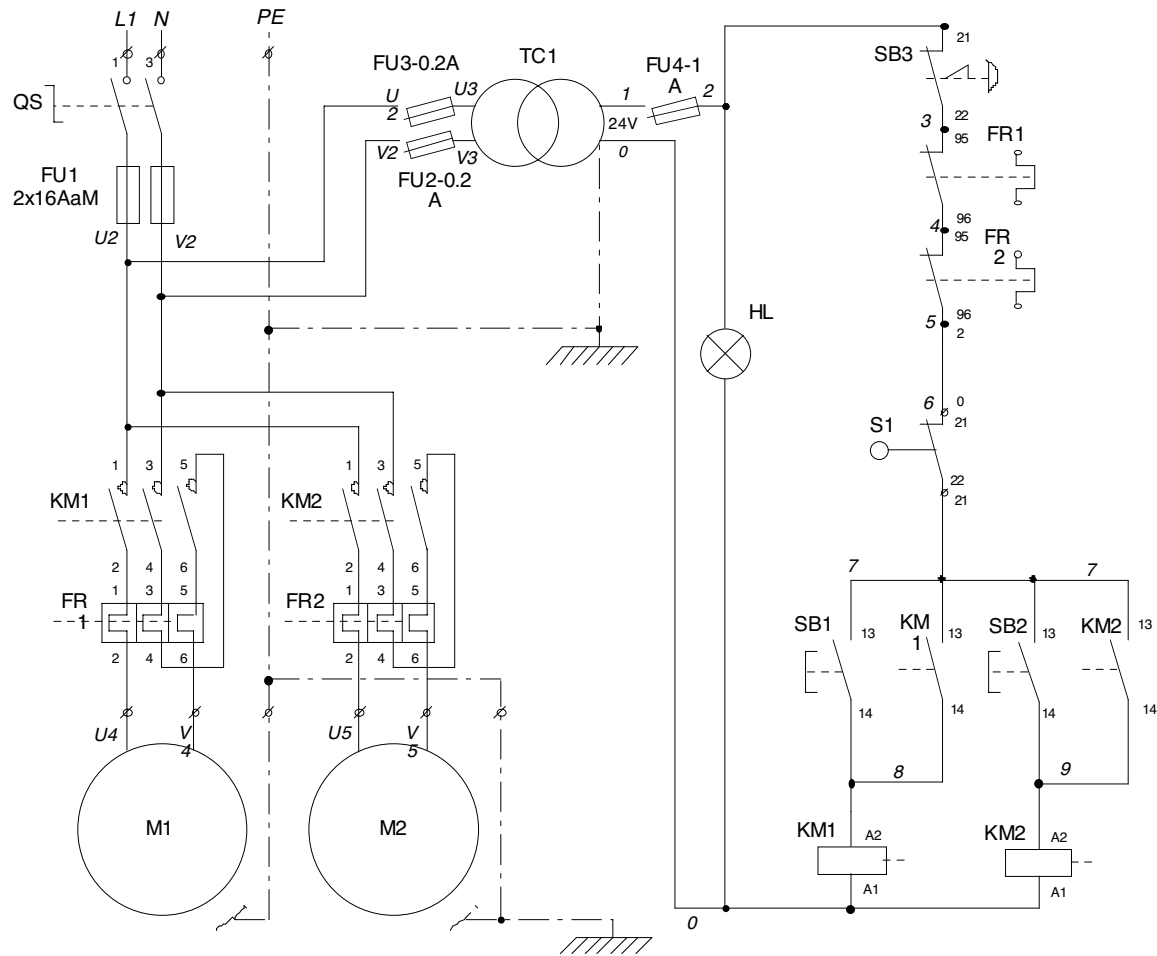 L1 N PE
1 3
QS
FU1
2x16AaM
U2 V2
FU3-0.2A
U
2
U3
V2 V3
FU2-0.2
A
TC1
1
24V
0
FU4-1
A
2
21
SB3
22
3
95
FR1
96
4
95
FR
2
96
5
2
HL
6 0
21
S1
22
21
1 3 5
KM1
2 4 6
1 3 5
FR
1
2 4 6
U4 V
4
M1
1 3 5
KM2
2 4 6
1 3 5
FR2
2 4 6
U5 V
5
M2
7 7
SB1 13
14
KM
1
13
14
SB2 13
14
KM2 13
14
8 9
KM1 A2
A1
KM2 A2
A1
0